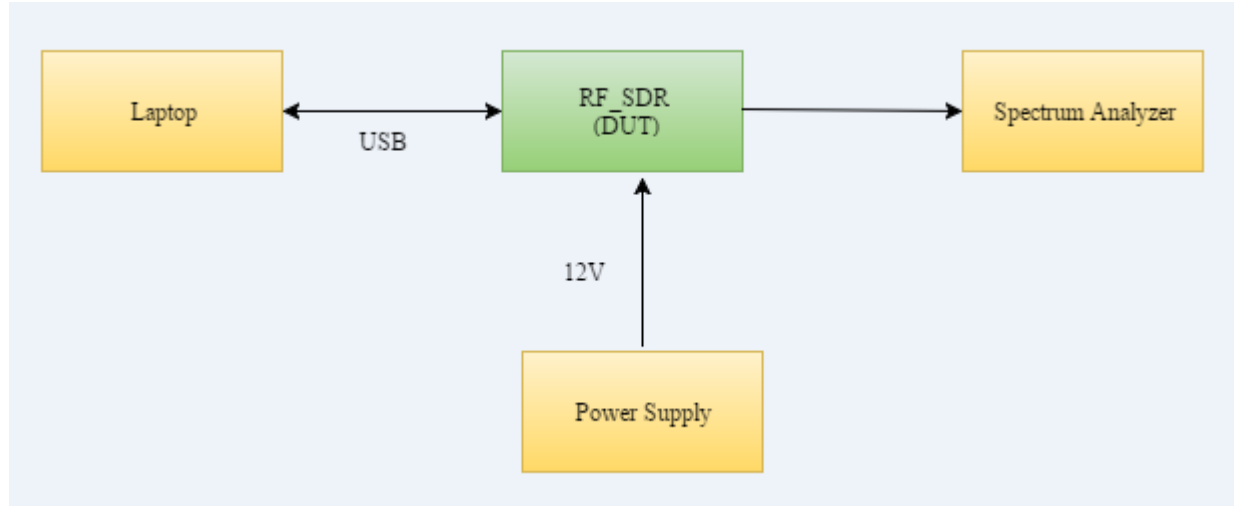 Laptop
USB
RF_SDR
(DUT)
Spectrum Analyzer
12V
Power Supply